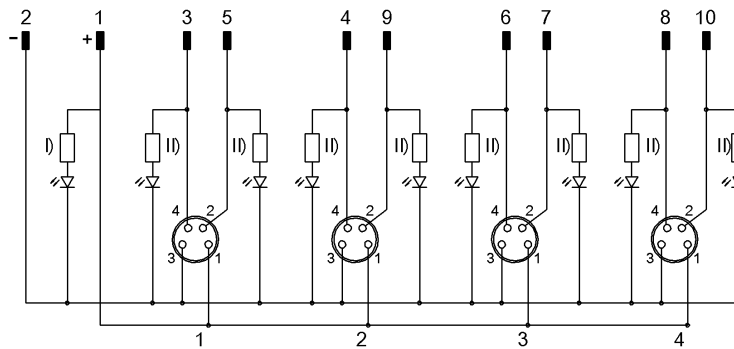 2 1 3 5 4 9 6 7 8 10
- +
I) II) II) II) II) II) II) II) II)
4 2 4 2 4 2 4 2
3 1 3 1 3 1 3 1
1 2 3 4